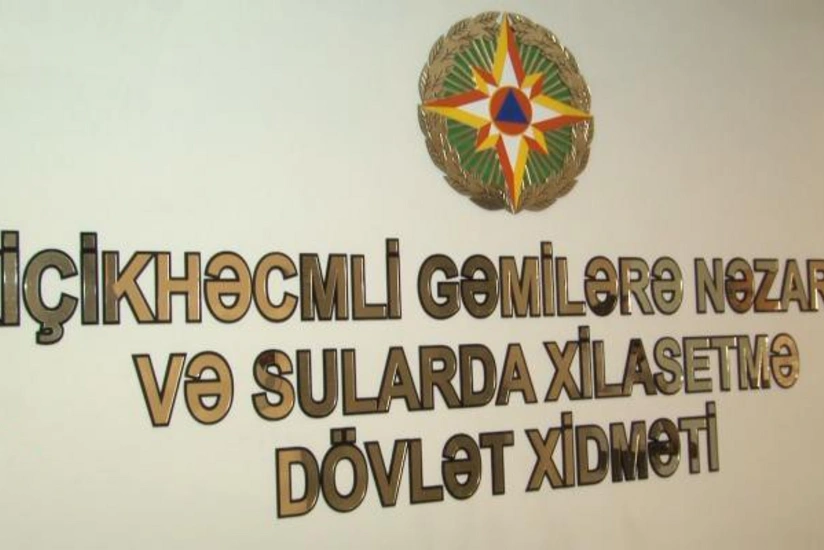 İÇİKHƏCMLİ GƏMİLƏRƏ NƏZAR
VƏ SULARDA XİLASETMƏ
DÖVLƏT XİDMƏTİ